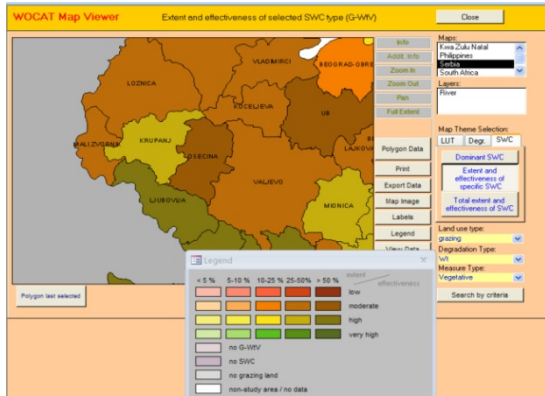 WOCAT Map Viewer
Extent and effectiveness of selected SWC type (G-WtV)
Close
Info
Addit. Info
Zoom In
Zoom Out
Pan
Full Extent
Polygon Data
Print
Export Data
Map Image
Labels
Legend
View Data
Maps:
Kwa Zulu Natal
Philippines
Serbia
South Africa
Layers:
River
Map Theme Selection:
LUT
Degr.
SWC
Dominant SWC
Extent and
effectiveness of
specific SWC
Total extent and
effectiveness of SWC
Land use type:
grazing
Degradation Type:
Wt
Measure Type:
Vegetative
Search by criteria
LOZNICA
VLADIMIRCI
BEOGRAD-OBRE
KOCELJEVA
UB
MALI ZVORNIK
KRUPANJ
OSECINA
LAJKOV
LJUBOVIJA
VALJEVO
MIONICA
Polygon last selected
Legend
< 5 %
5-10 %
10-25 %
25-50%
> 50 %
extent
effectiveness
low
moderate
high
very high
no G-WtV
no SWC
no grazing land
non-study area / no data